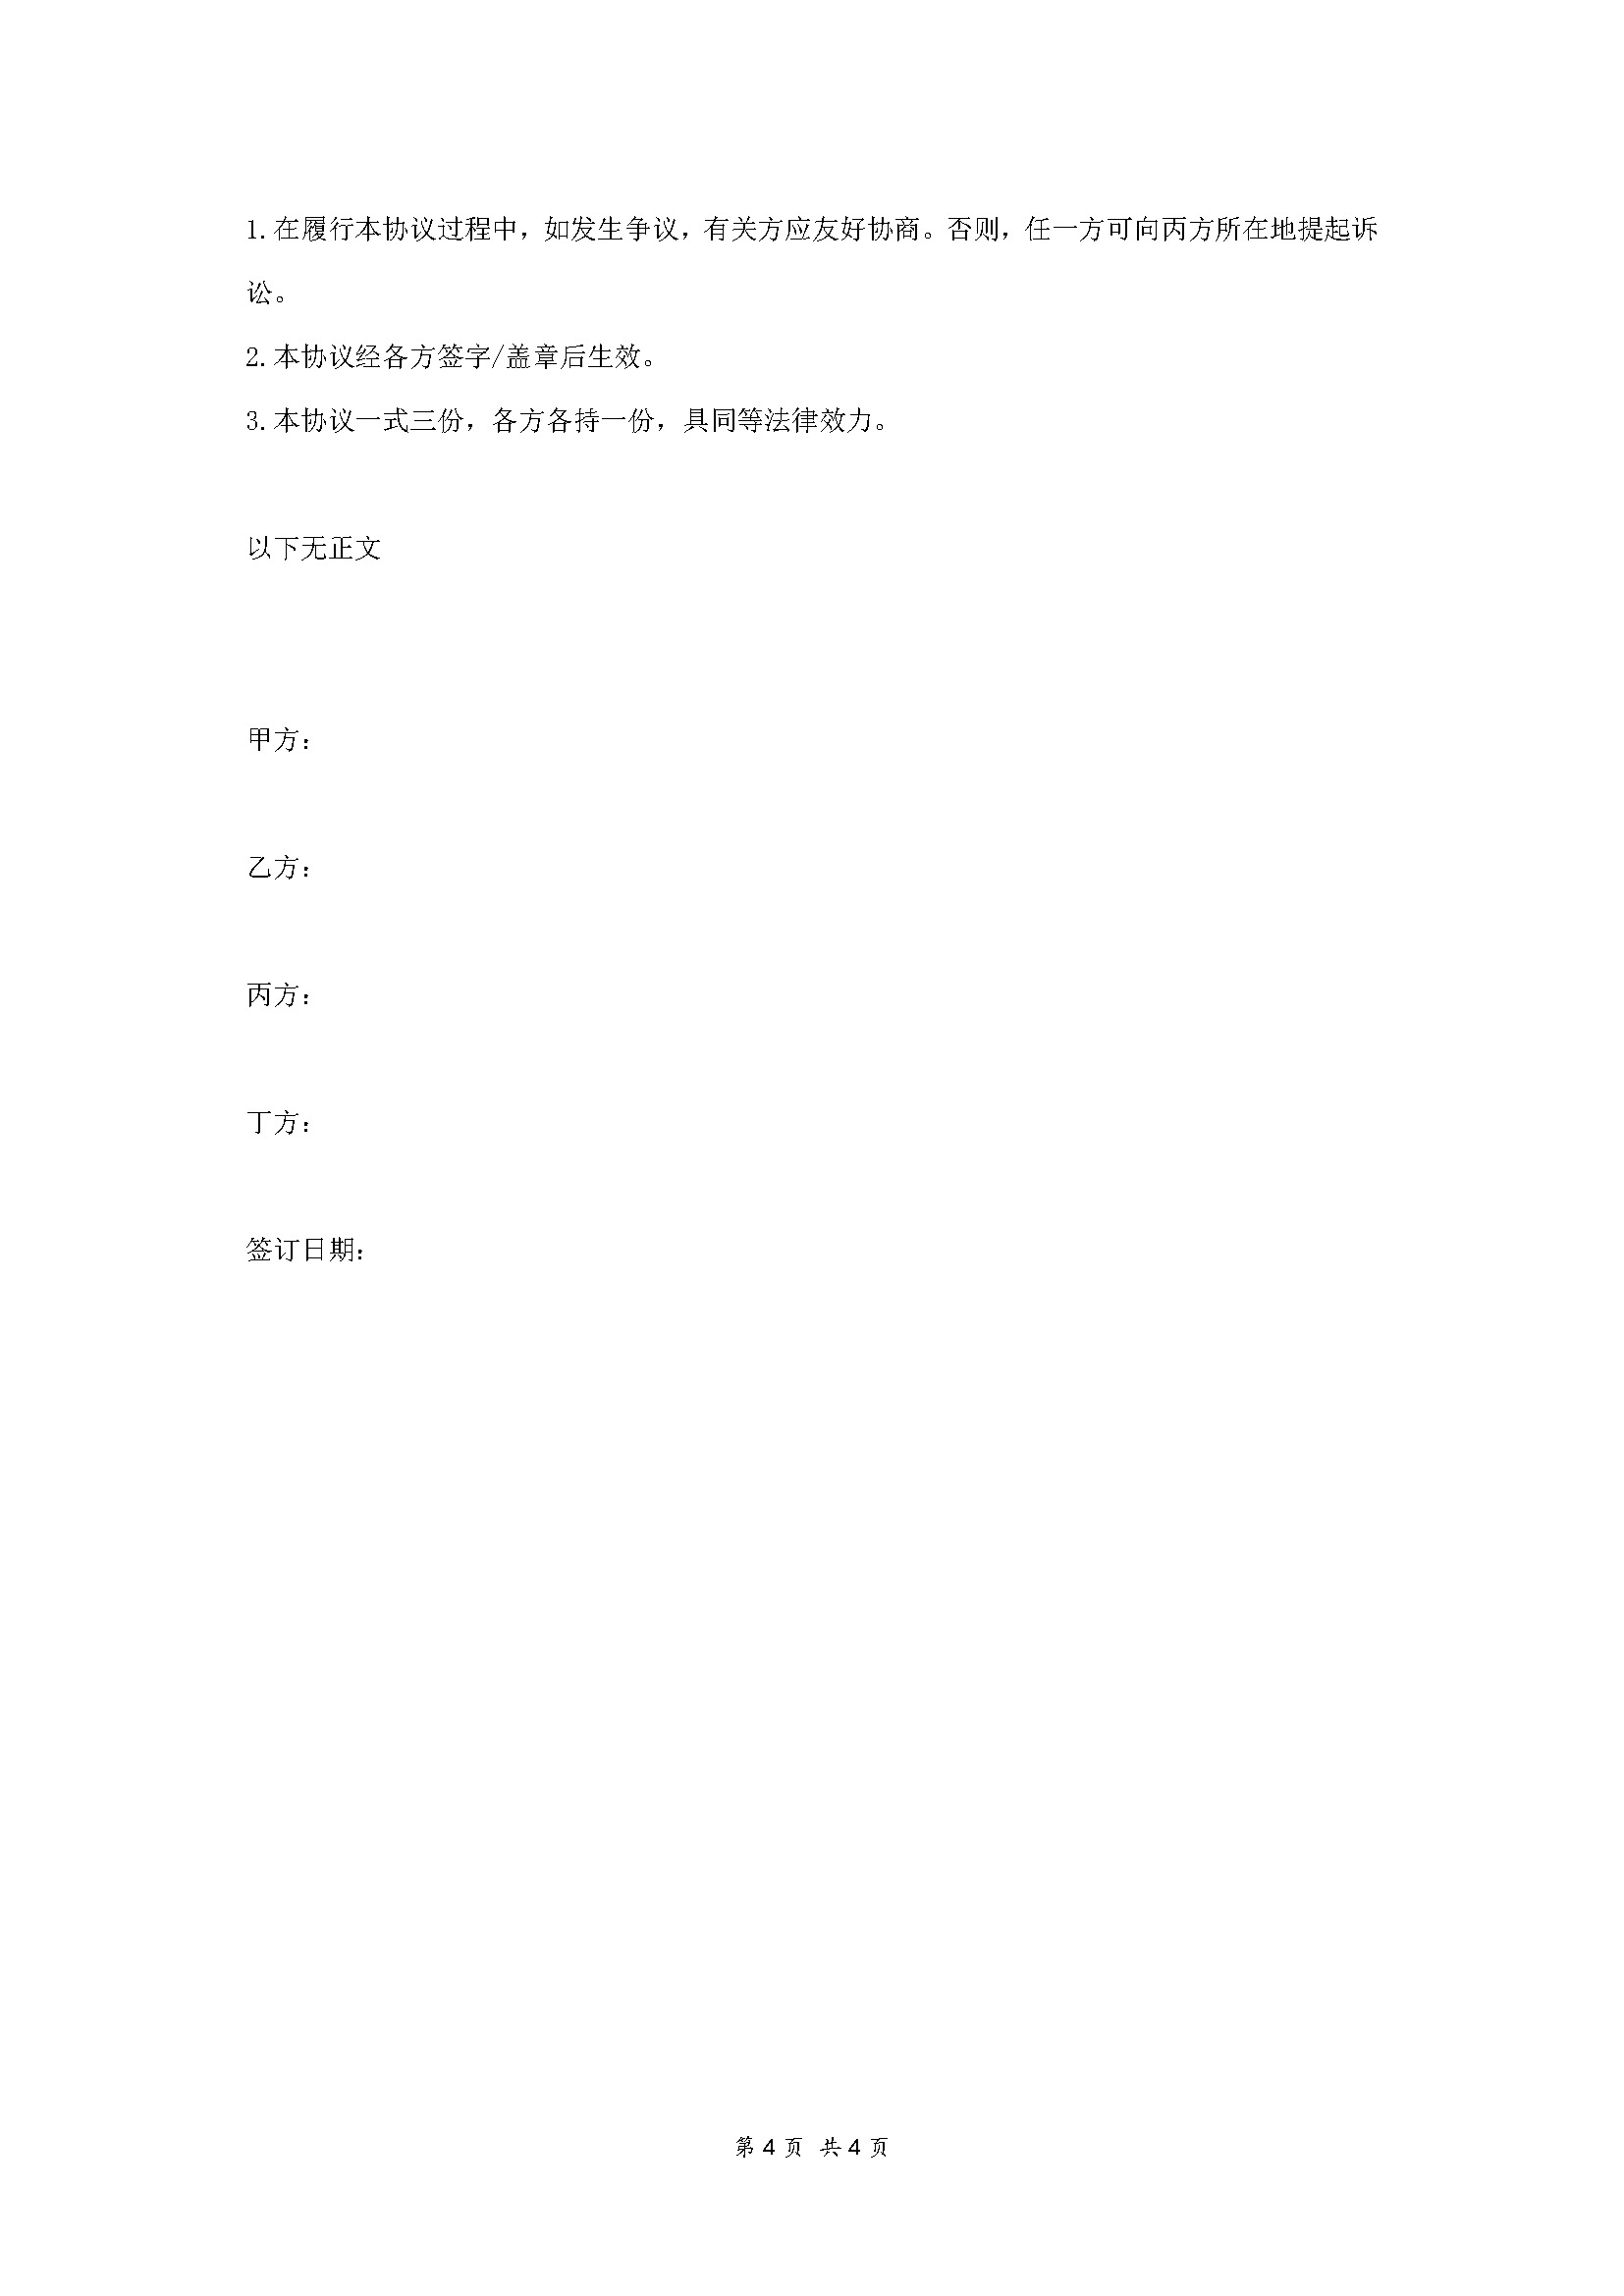 1.在履行本协议过程中，如发生争议，有关方应友好协商。否则，任一方可向丙方所在地提起诉
讼。
2.本协议经各方签字/盖章后生效。
3.本协议一式三份，各方各持一份，具同等法律效力。
以下无正文
甲方：
乙方：
丙方：
丁方：
签订日期：
第 4 页 共 4 页